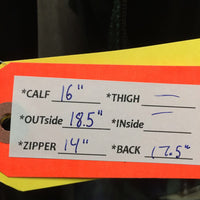 *CALF 16" *THIGH —
*OUTside 18.5" *INside —
*ZIPPER 14" *BACK 17.5"